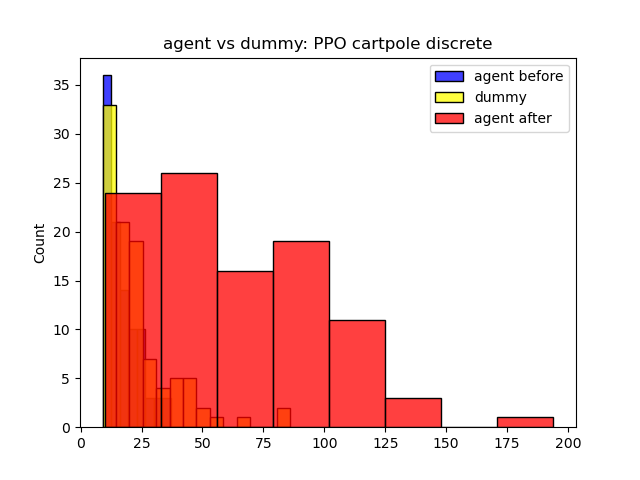 agent vs dummy: PPO cartpole discrete
agent before
dummy
agent after
Count
35
30
25
20
15
10
5
0
0 25 50 75 100 125 150 175 200